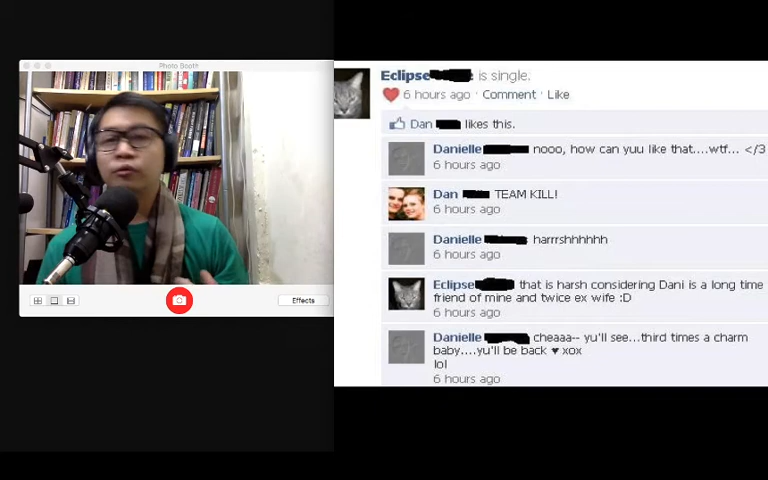 Photo Booth
Effects
Eclipse is single.
6 hours ago · Comment · Like
Dan likes this.
Danielle nooo, how can yuu like that....wtf... </3
6 hours ago
Dan TEAM KILL!
6 hours ago
Danielle harrrshhhhhh
6 hours ago
Eclipse that is harsh considering Dani is a long time
friend of mine and twice ex wife :D
6 hours ago
Danielle cheaaa-- yu'll see...third times a charm
baby....yu'll be back ♥ xox
lol
6 hours ago